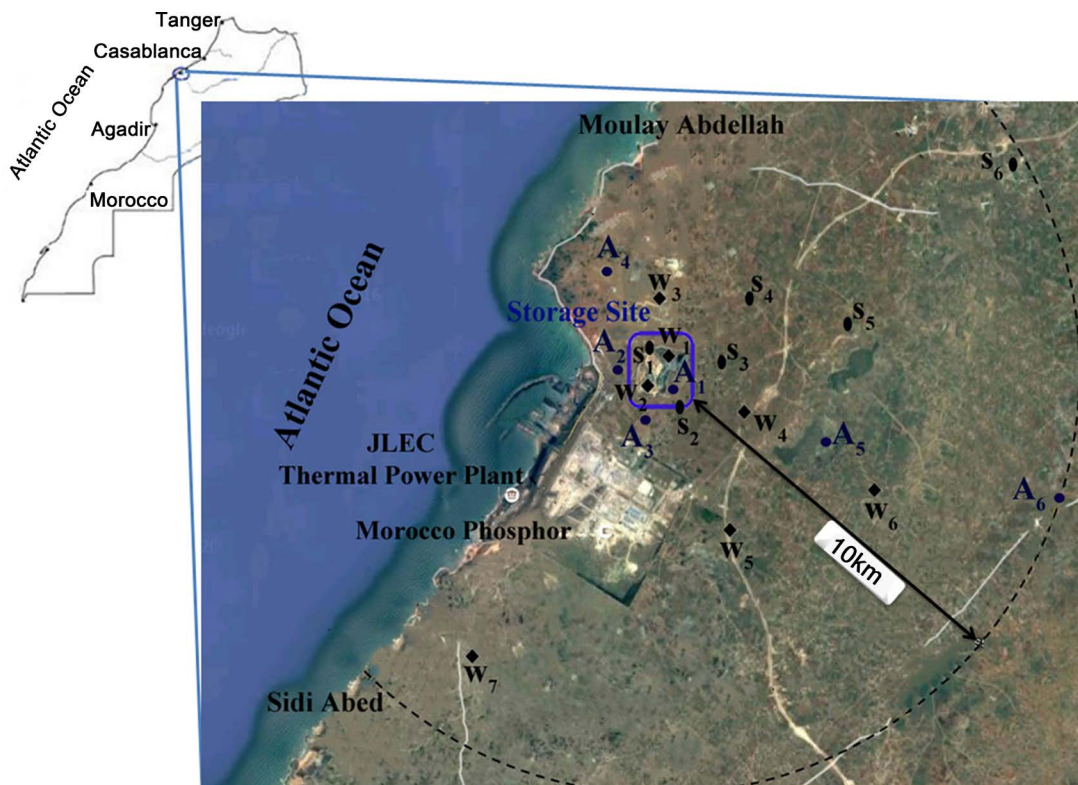 Tanger
Casablanca
Atlantic Ocean
Agadir
Morocco
Moulay Abdellah
S6
A4
W3
S4
Storage Site
S5
A2
S1
W1
S3
W2
A1
A3
S2
W4
A5
Atlantic Ocean
JLEC
Thermal Power Plant
W6
A6
Morocco Phosphor
W5
10km
W7
Sidi Abed